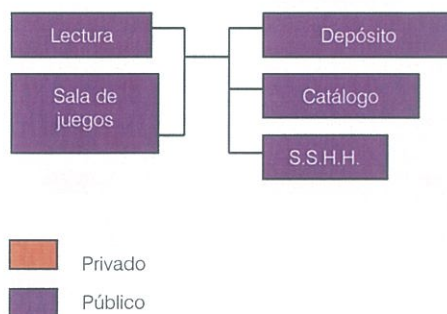 Lectura
Depósito
Sala de
juegos
Catálogo
S.S.H.H.
Privado
Público